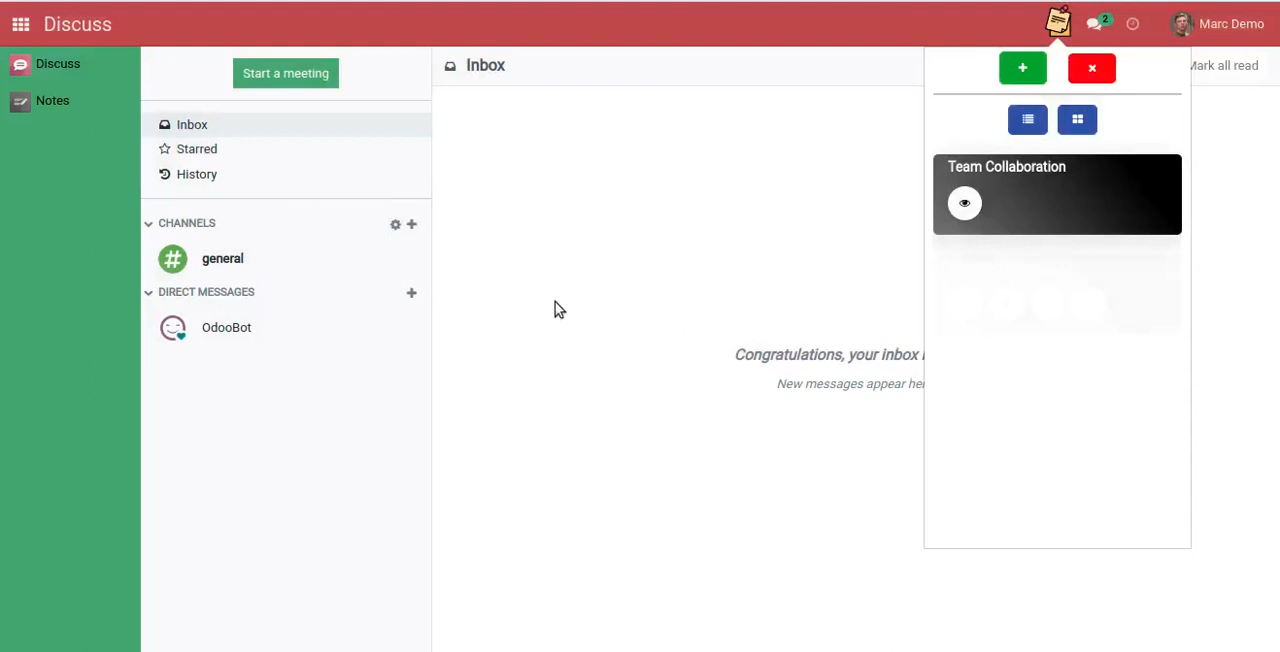 Discuss
2
Marc Demo
Discuss
Notes
Start a meeting
Inbox
Starred
History
CHANNELS
general
DIRECT MESSAGES
OdooBot
Inbox
Mark all read
Team Collaboration
Congratulations, your inbox
New messages appear